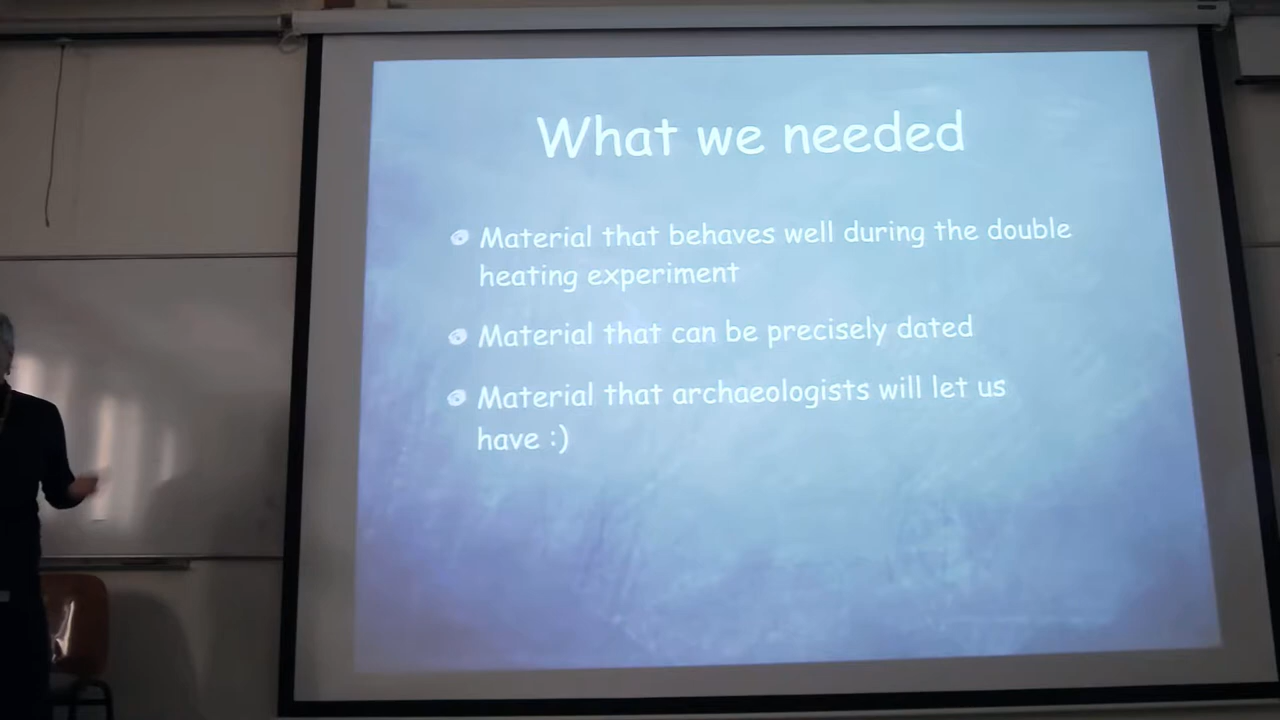 What we needed
Material that behaves well during the double
heating experiment
Material that can be precisely dated
Material that archaeologists will let us
have :)